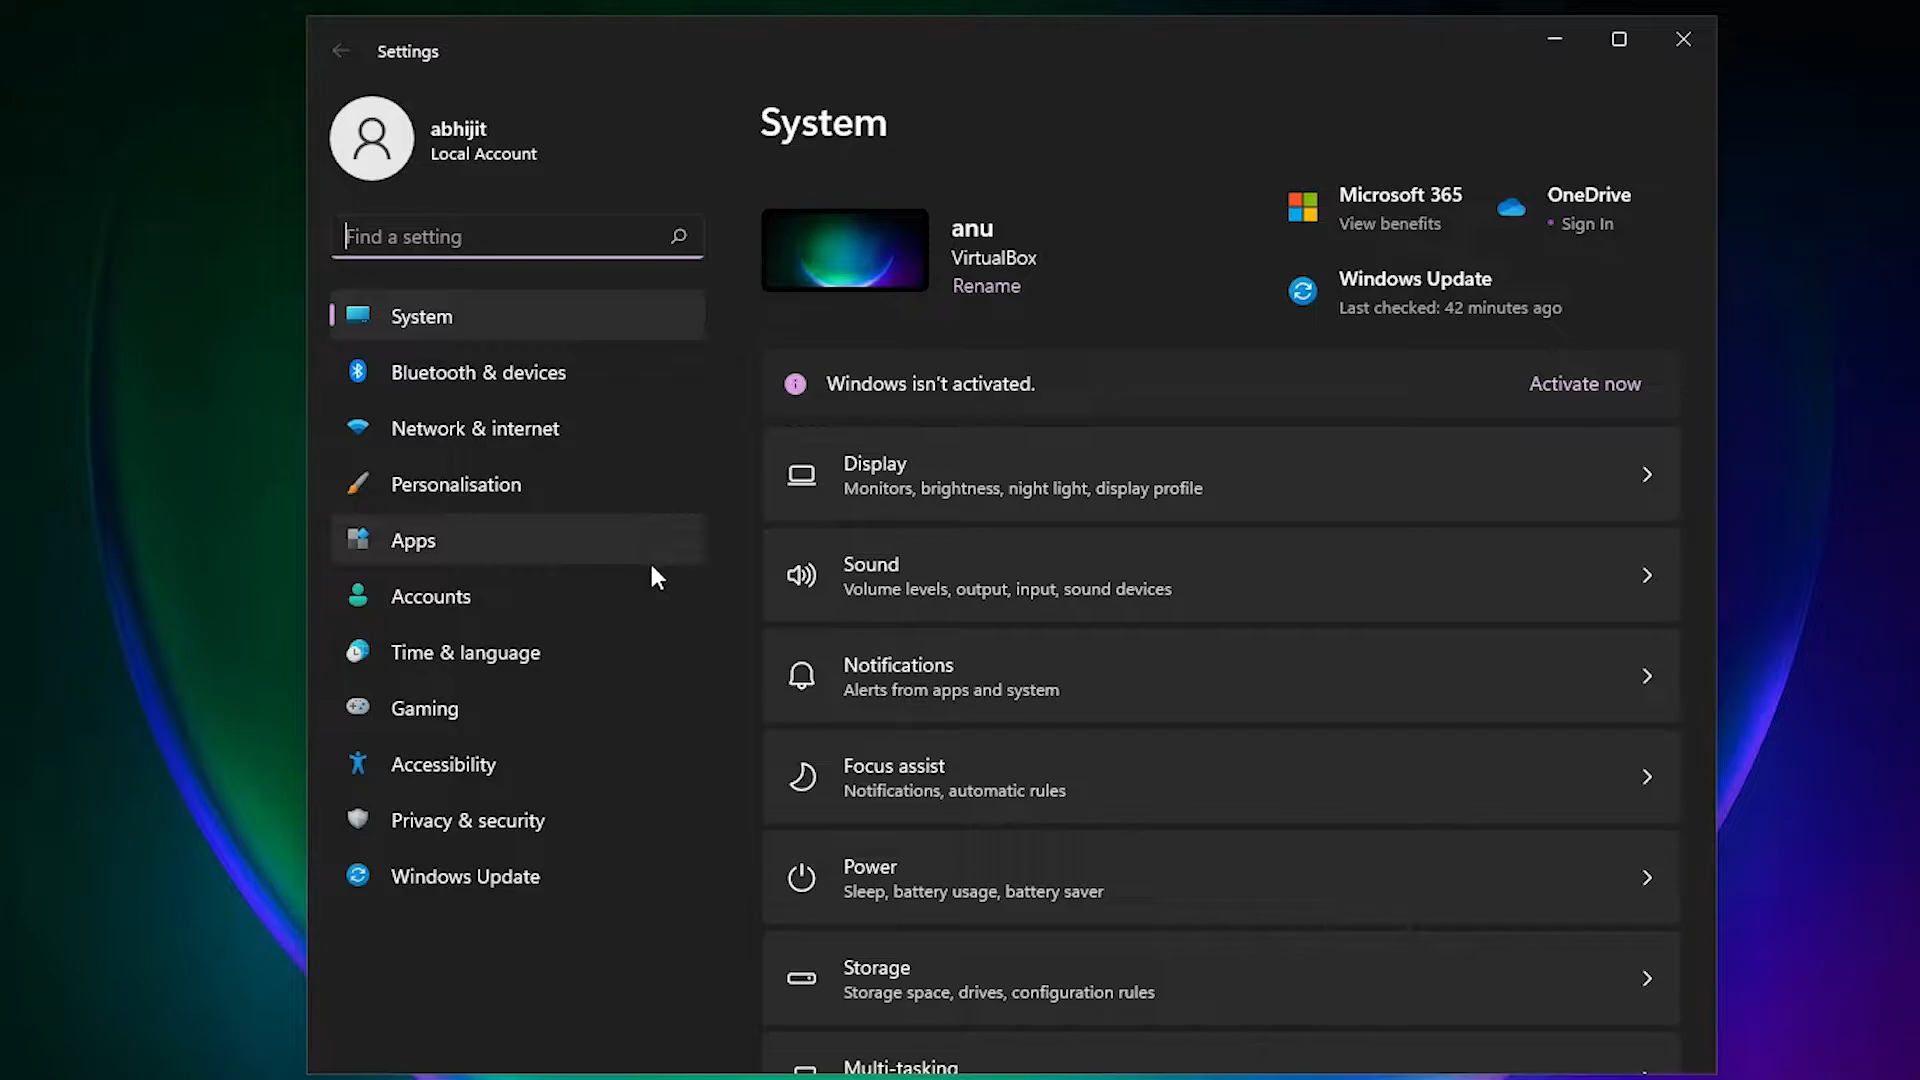 Settings
abhijit
Local Account
Find a setting
System
Bluetooth & devices
Network & internet
Personalisation
Apps
Accounts
Time & language
Gaming
Accessibility
Privacy & security
Windows Update
System
anu
VirtualBox
Rename
Microsoft 365
View benefits
OneDrive
• Sign In
Windows Update
Last checked: 42 minutes ago
Windows isn't activated.
Activate now
Display
Monitors, brightness, night light, display profile
Sound
Volume levels, output, input, sound devices
Notifications
Alerts from apps and system
Focus assist
Notifications, automatic rules
Power
Sleep, battery usage, battery saver
Storage
Storage space, drives, configuration rules
Multi-tasking